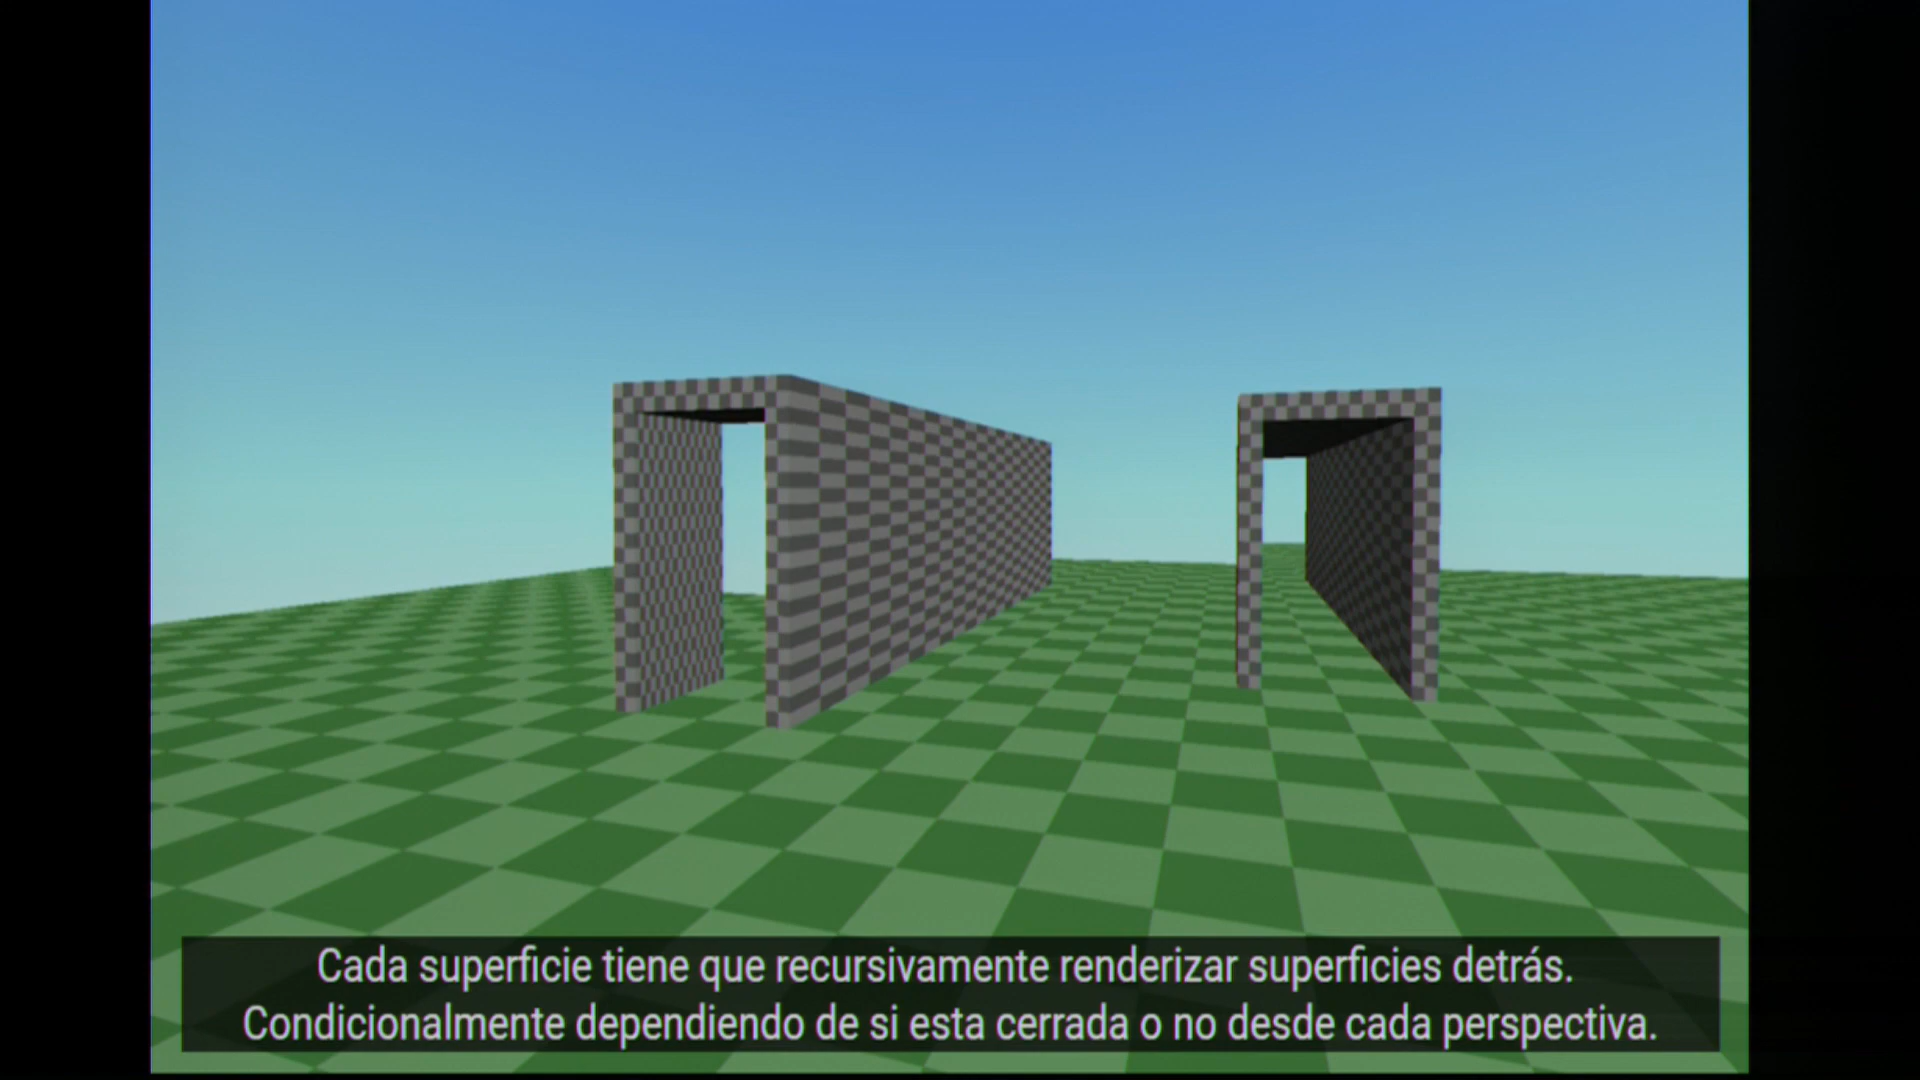 Cada superficie tiene que recursivamente renderizar superficies detrás.
Condicionalmente dependiendo de si esta cerrada o no desde cada perspectiva.